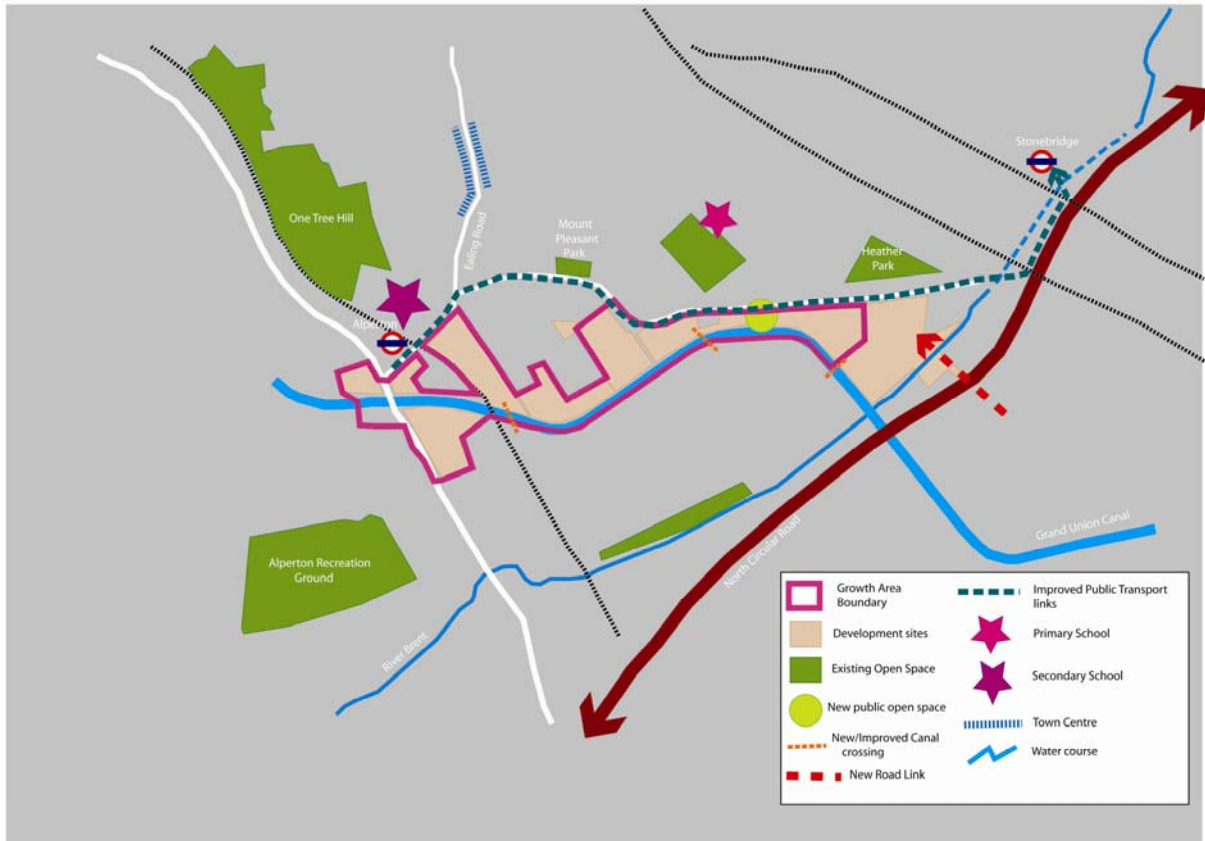 Stonebridge
One Tree Hill
Ealing Road
Mount
Pleasant
Park
Heather
Park
Alperton
Grand Union Canal
North Circular Road
Alperton Recreation
Ground
River Brent
Growth Area
Boundary
Development sites
Existing Open Space
New public open space
New/Improved Canal
crossing
New Road Link
Improved Public Transport
links
Primary School
Secondary School
Town Centre
Water course